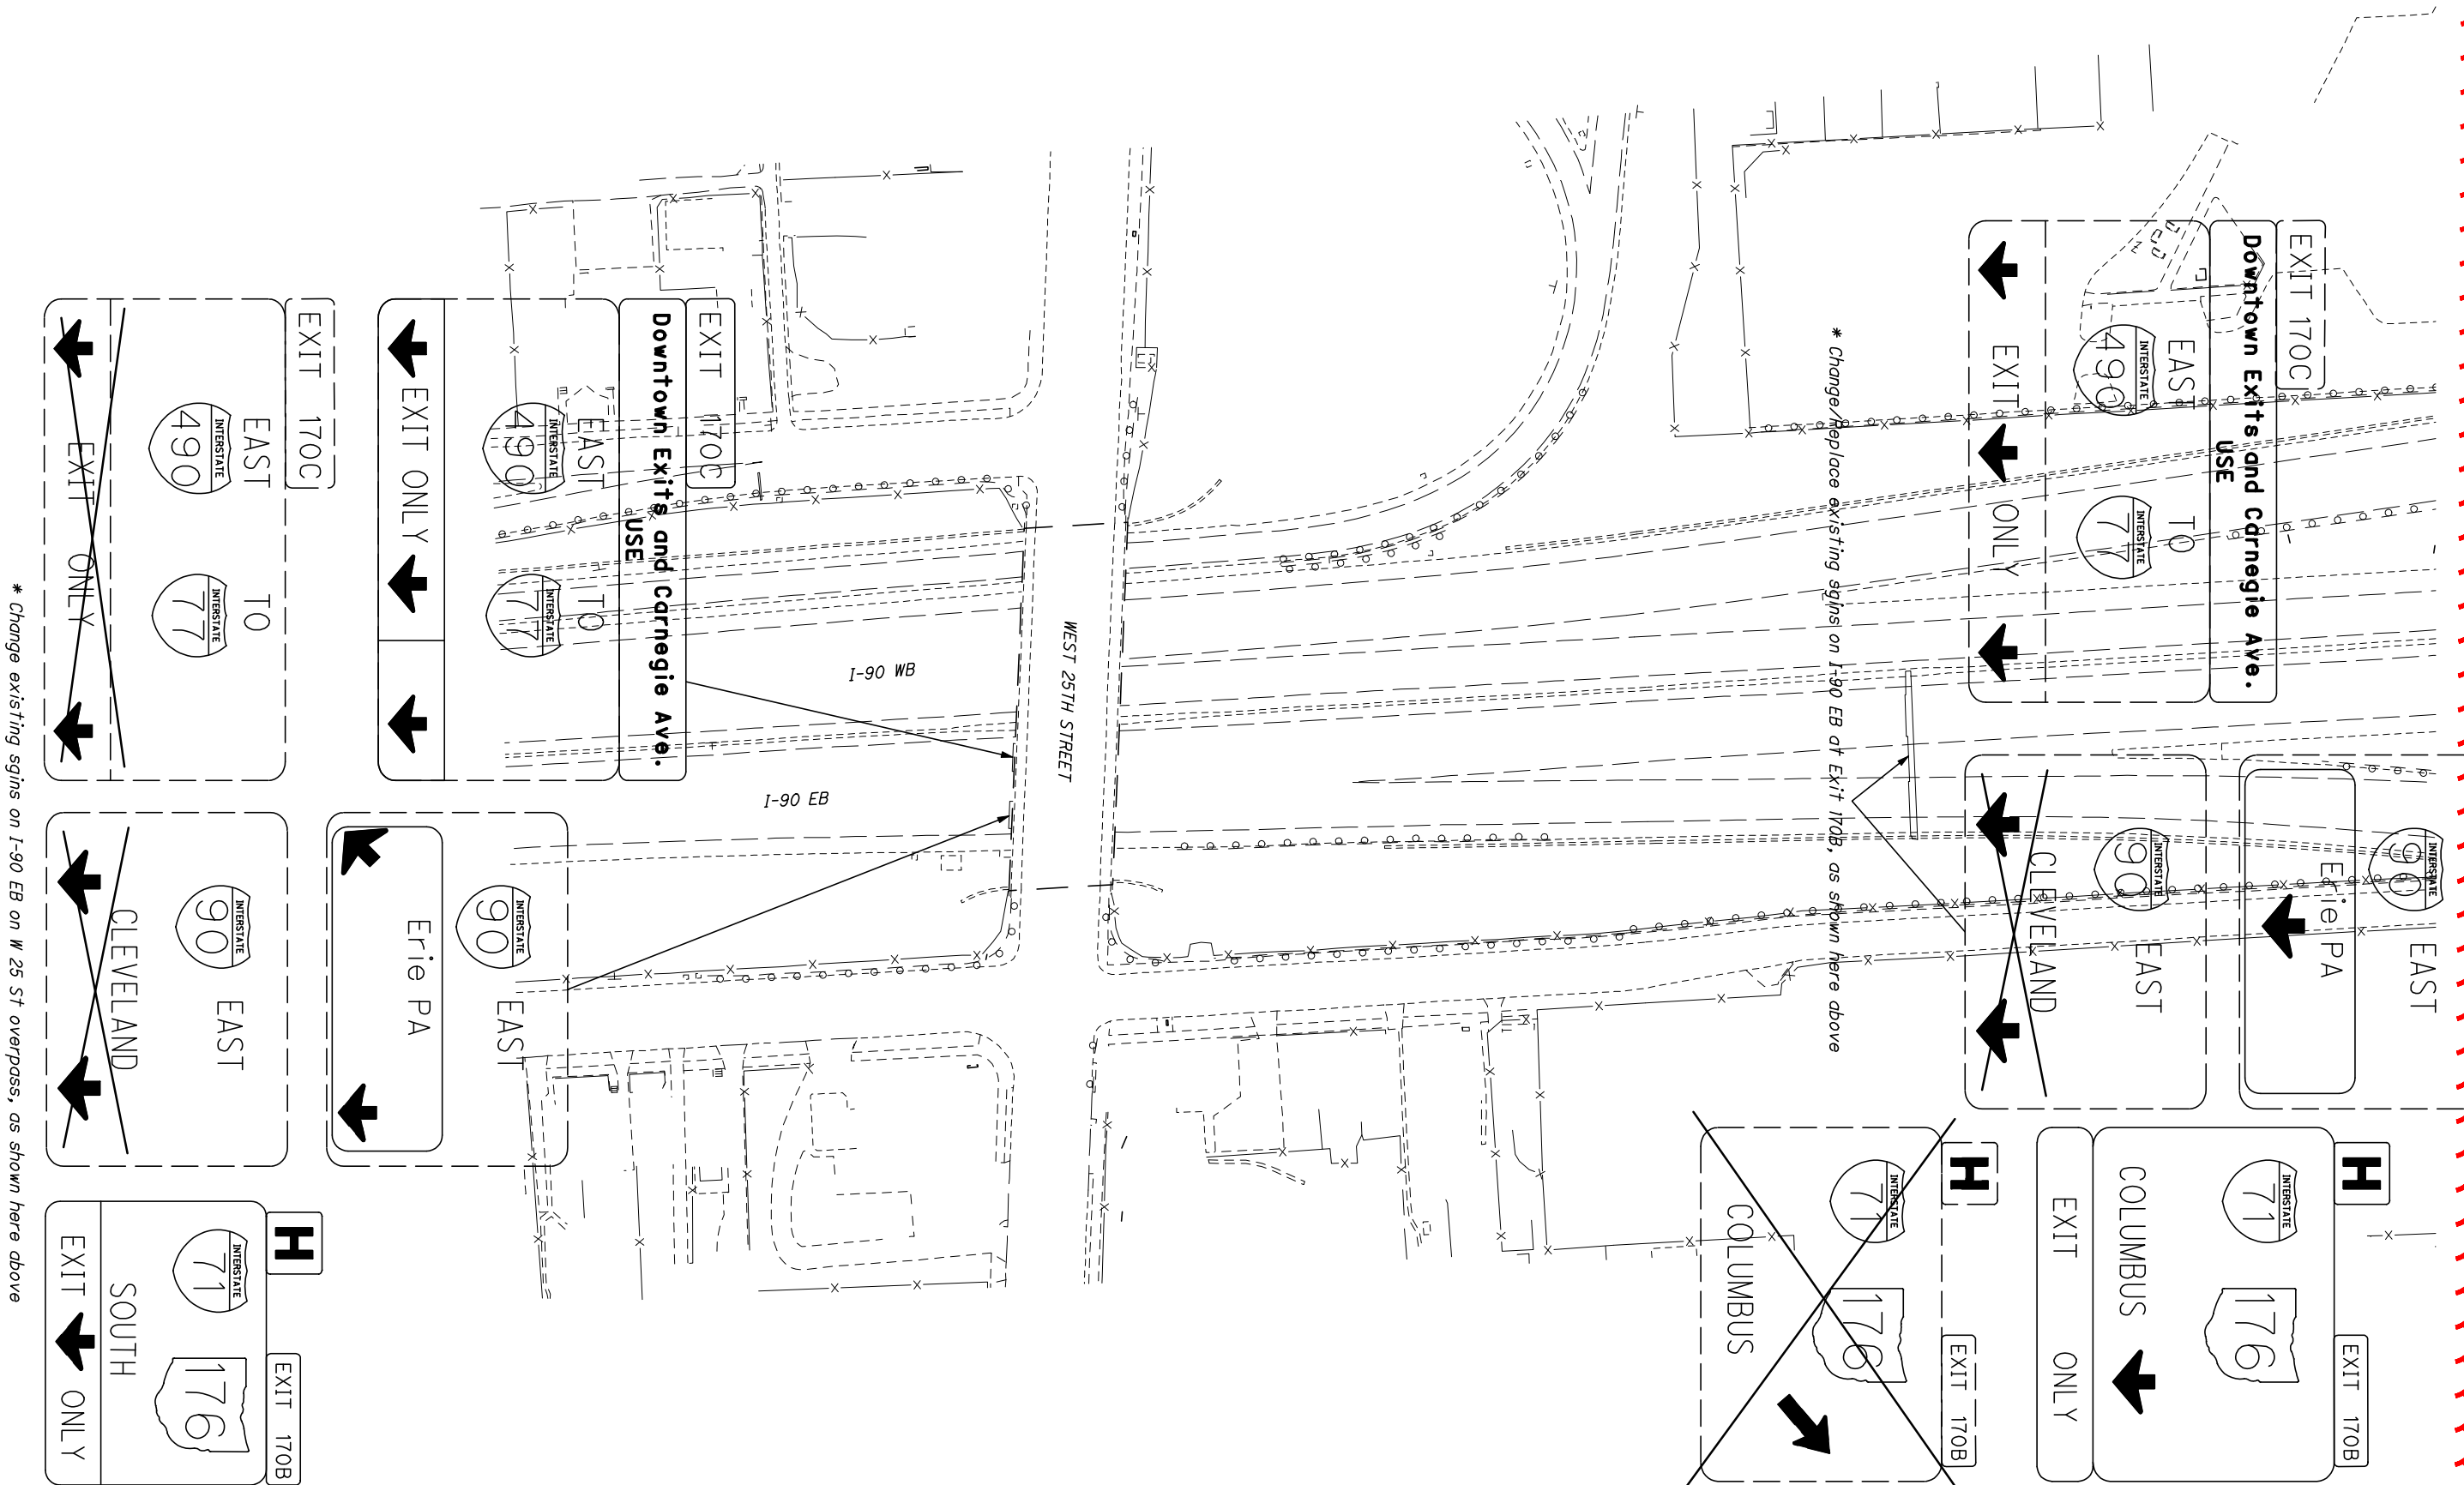 EXIT 170C
Downtown Exits and Carnegie Ave.
USE
EAST TO
INTERSTATE 490
INTERSTATE 77
EXIT ONLY
* Change/Replace existing sgins on I-90 EB at Exit 170B, as shown here above
INTERSTATE 90 EAST
Erie PA
INTERSTATE 90 EAST
CLEVELAND
H
EXIT 170B
INTERSTATE 71
176
COLUMBUS
EXIT ONLY
H
EXIT 170B
INTERSTATE 71
176
COLUMBUS
WEST 25TH STREET
I-90 WB
I-90 EB
EXIT 170C
Downtown Exits and Carnegie Ave.
USE
EAST TO
INTERSTATE 490
INTERSTATE 77
EXIT ONLY
INTERSTATE 90 EAST
Erie PA
EXIT 170C
EAST TO
INTERSTATE 490
INTERSTATE 77
EXIT ONLY
INTERSTATE 90 EAST
CLEVELAND
H
EXIT 170B
INTERSTATE 71
176
SOUTH
EXIT ONLY
* Change existing sgins on I-90 EB on W 25 St overpass, as shown here above